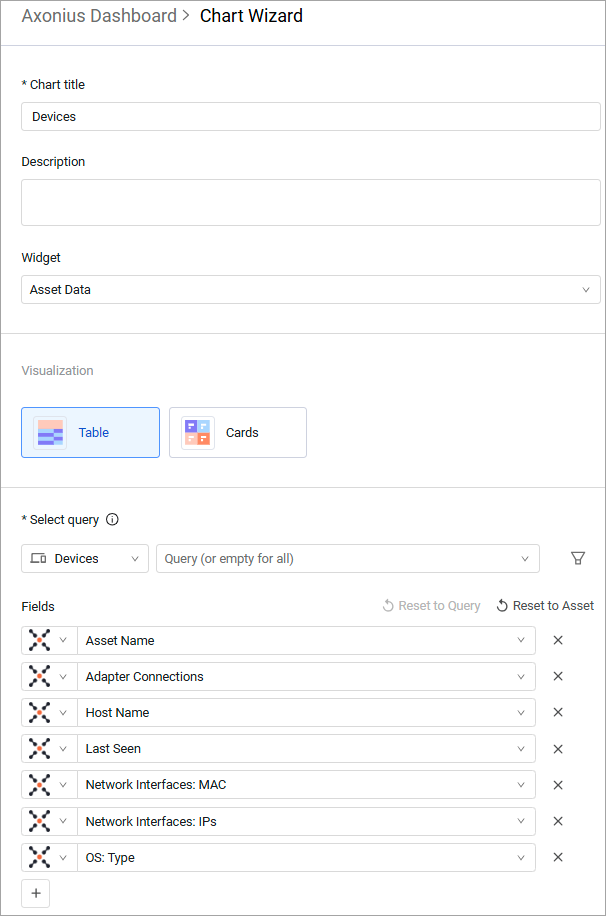 Axonius Dashboard > Chart Wizard
* Chart title
Devices
Description
Widget
Asset Data
Visualization
Table Cards
* Select query
Devices Query (or empty for all)
Fields Reset to Query Reset to Asset
Asset Name
Adapter Connections
Host Name
Last Seen
Network Interfaces: MAC
Network Interfaces: IPs
OS: Type